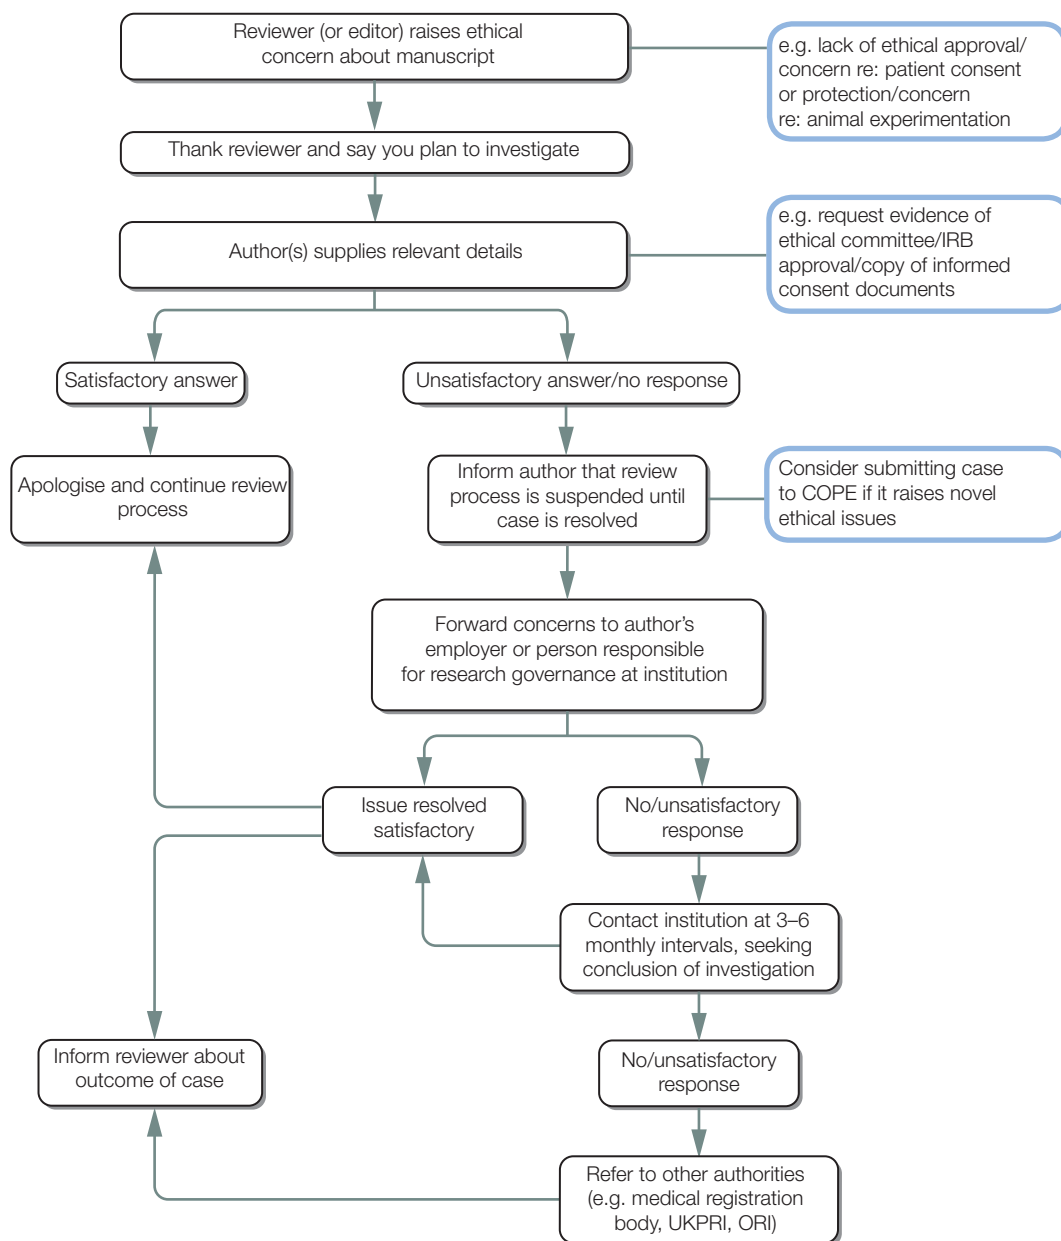 Reviewer (or editor) raises ethical
concern about manuscript
e.g. lack of ethical approval/
concern re: patient consent
or protection/concern
re: animal experimentation
Thank reviewer and say you plan to investigate
Author(s) supplies relevant details
e.g. request evidence of
ethical committee/IRB
approval/copy of informed
consent documents
Satisfactory answer
Unsatisfactory answer/no response
Apologise and continue review
process
Inform author that review
process is suspended until
case is resolved
Consider submitting case
to COPE if it raises novel
ethical issues
Forward concerns to author’s
employer or person responsible
for research governance at institution
Issue resolved
satisfactory
No/unsatisfactory
response
Contact institution at 3–6
monthly intervals, seeking
conclusion of investigation
Inform reviewer about
outcome of case
No/unsatisfactory
response
Refer to other authorities
(e.g. medical registration
body, UKPRI, ORI)